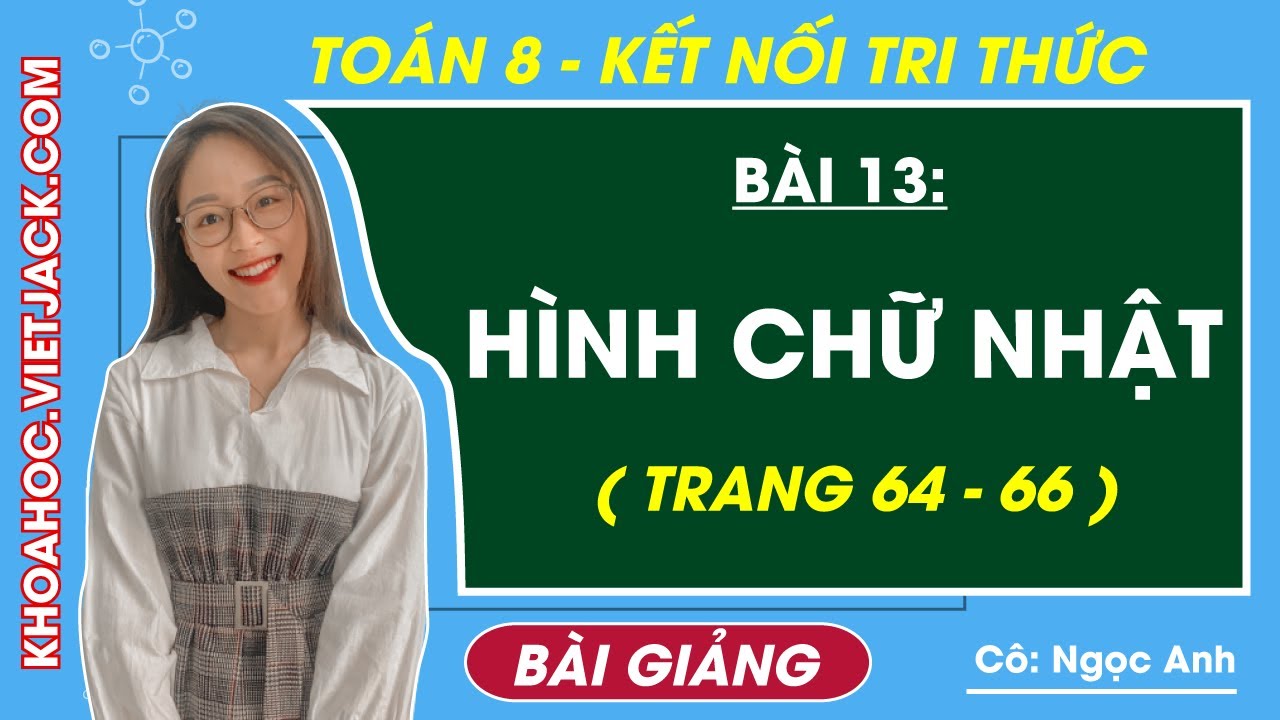 TOÁN 8 - KẾT NỐI TRI THỨC
KHOAHOC.VIETJACK.COM
BÀI 13:
HÌNH CHỮ NHẬT
( TRANG 64 - 66 )
BÀI GIẢNG
Cô: Ngọc Anh